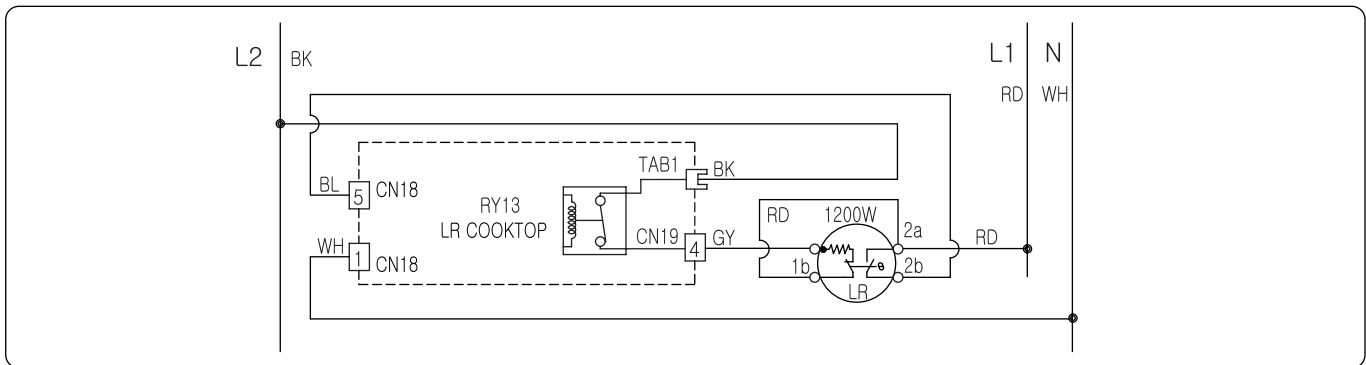 L2 BK L1 N
RD WH
TAB1 BK
BL 5 CN18
RY13
LR COOKTOP
RD 1200W 2a RD
WH 1 CN18 CN19 4 GY
1b θ 2b
LR